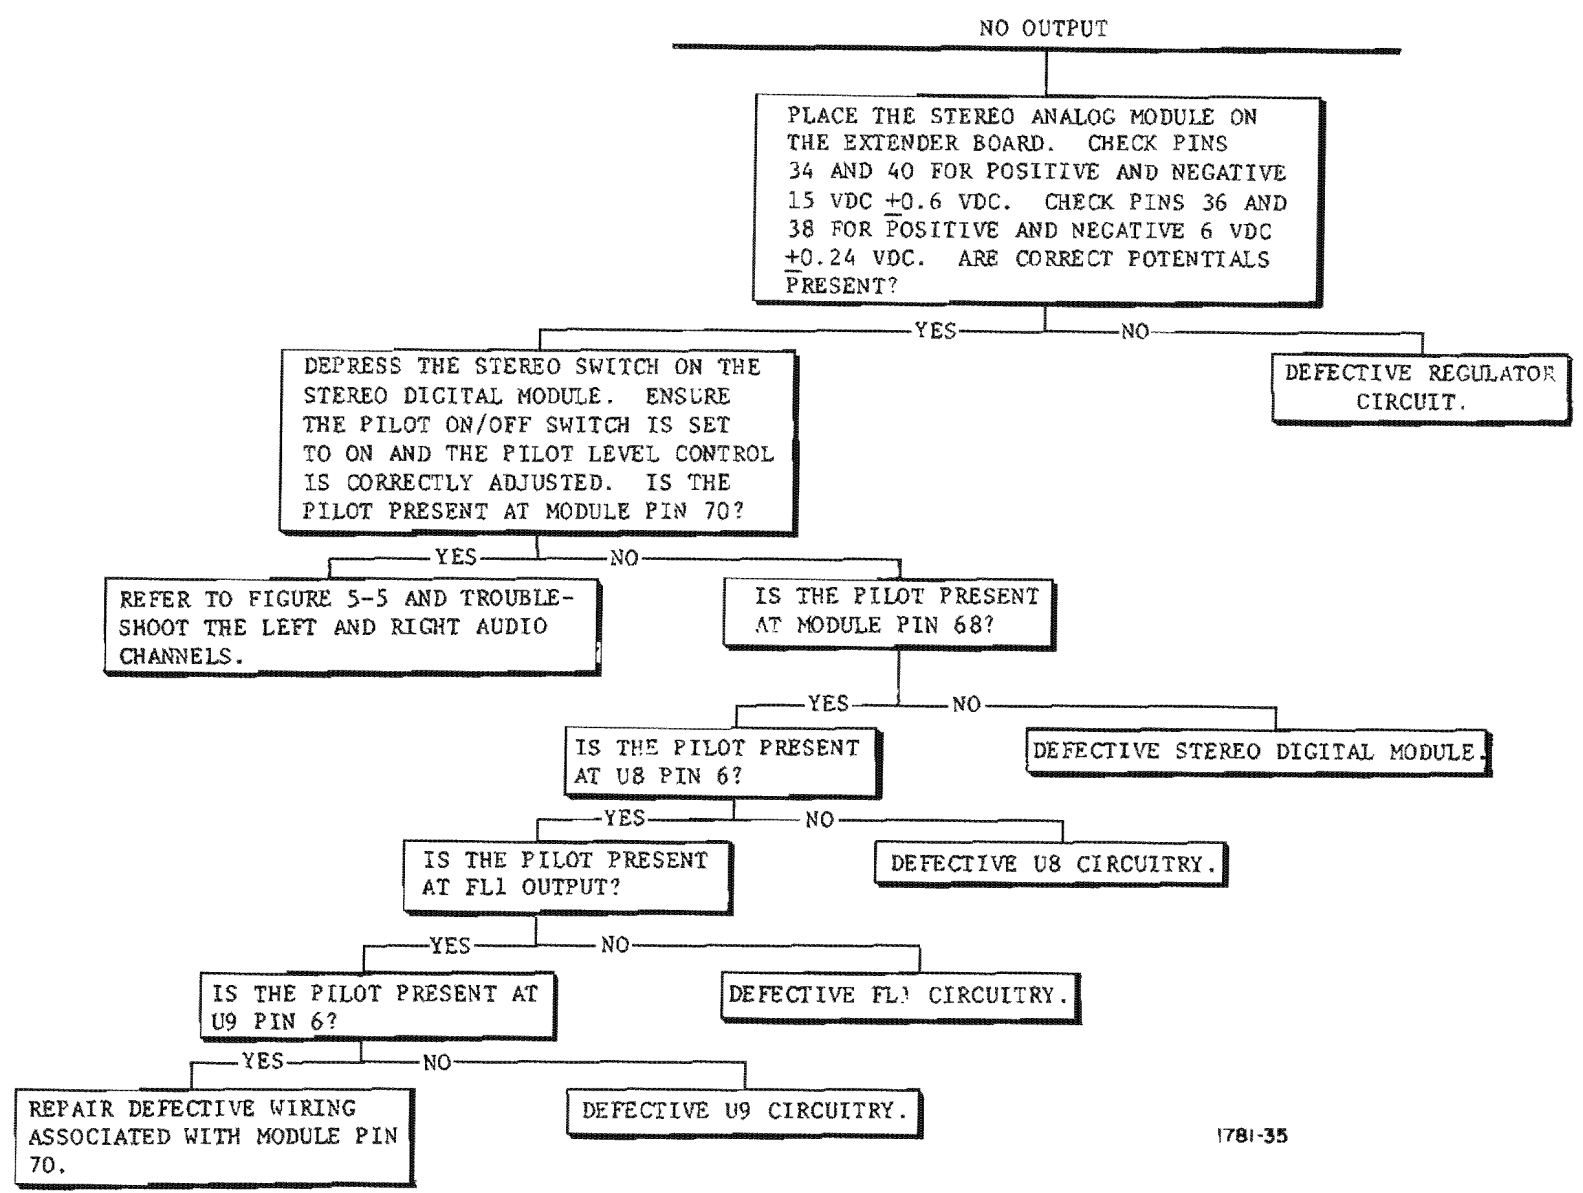 NO OUTPUT
PLACE THE STEREO ANALOG MODULE ON
THE EXTENDER BOARD. CHECK PINS
34 AND 40 FOR POSITIVE AND NEGATIVE
15 VDC ±0.6 VDC. CHECK PINS 36 AND
38 FOR POSITIVE AND NEGATIVE 6 VDC
±0.24 VDC. ARE CORRECT POTENTIALS
PRESENT?
YES
NO
DEPRESS THE STEREO SWITCH ON THE
STEREO DIGITAL MODULE. ENSURE
THE PILOT ON/OFF SWITCH IS SET
TO ON AND THE PILOT LEVEL CONTROL
IS CORRECTLY ADJUSTED. IS THE
PILOT PRESENT AT MODULE PIN 70?
DEFECTIVE REGULATOR
CIRCUIT.
YES
NO
REFER TO FIGURE 5-5 AND TROUBLE-
SHOOT THE LEFT AND RIGHT AUDIO
CHANNELS.
IS THE PILOT PRESENT
AT MODULE PIN 68?
YES
NO
IS THE PILOT PRESENT
AT U8 PIN 6?
DEFECTIVE STEREO DIGITAL MODULE.
YES
NO
IS THE PILOT PRESENT
AT FL1 OUTPUT?
DEFECTIVE U8 CIRCUITRY.
YES
NO
IS THE PILOT PRESENT AT
U9 PIN 6?
DEFECTIVE FL1 CIRCUITRY.
YES
NO
REPAIR DEFECTIVE WIRING
ASSOCIATED WITH MODULE PIN
70.
DEFECTIVE U9 CIRCUITRY.
1781-35